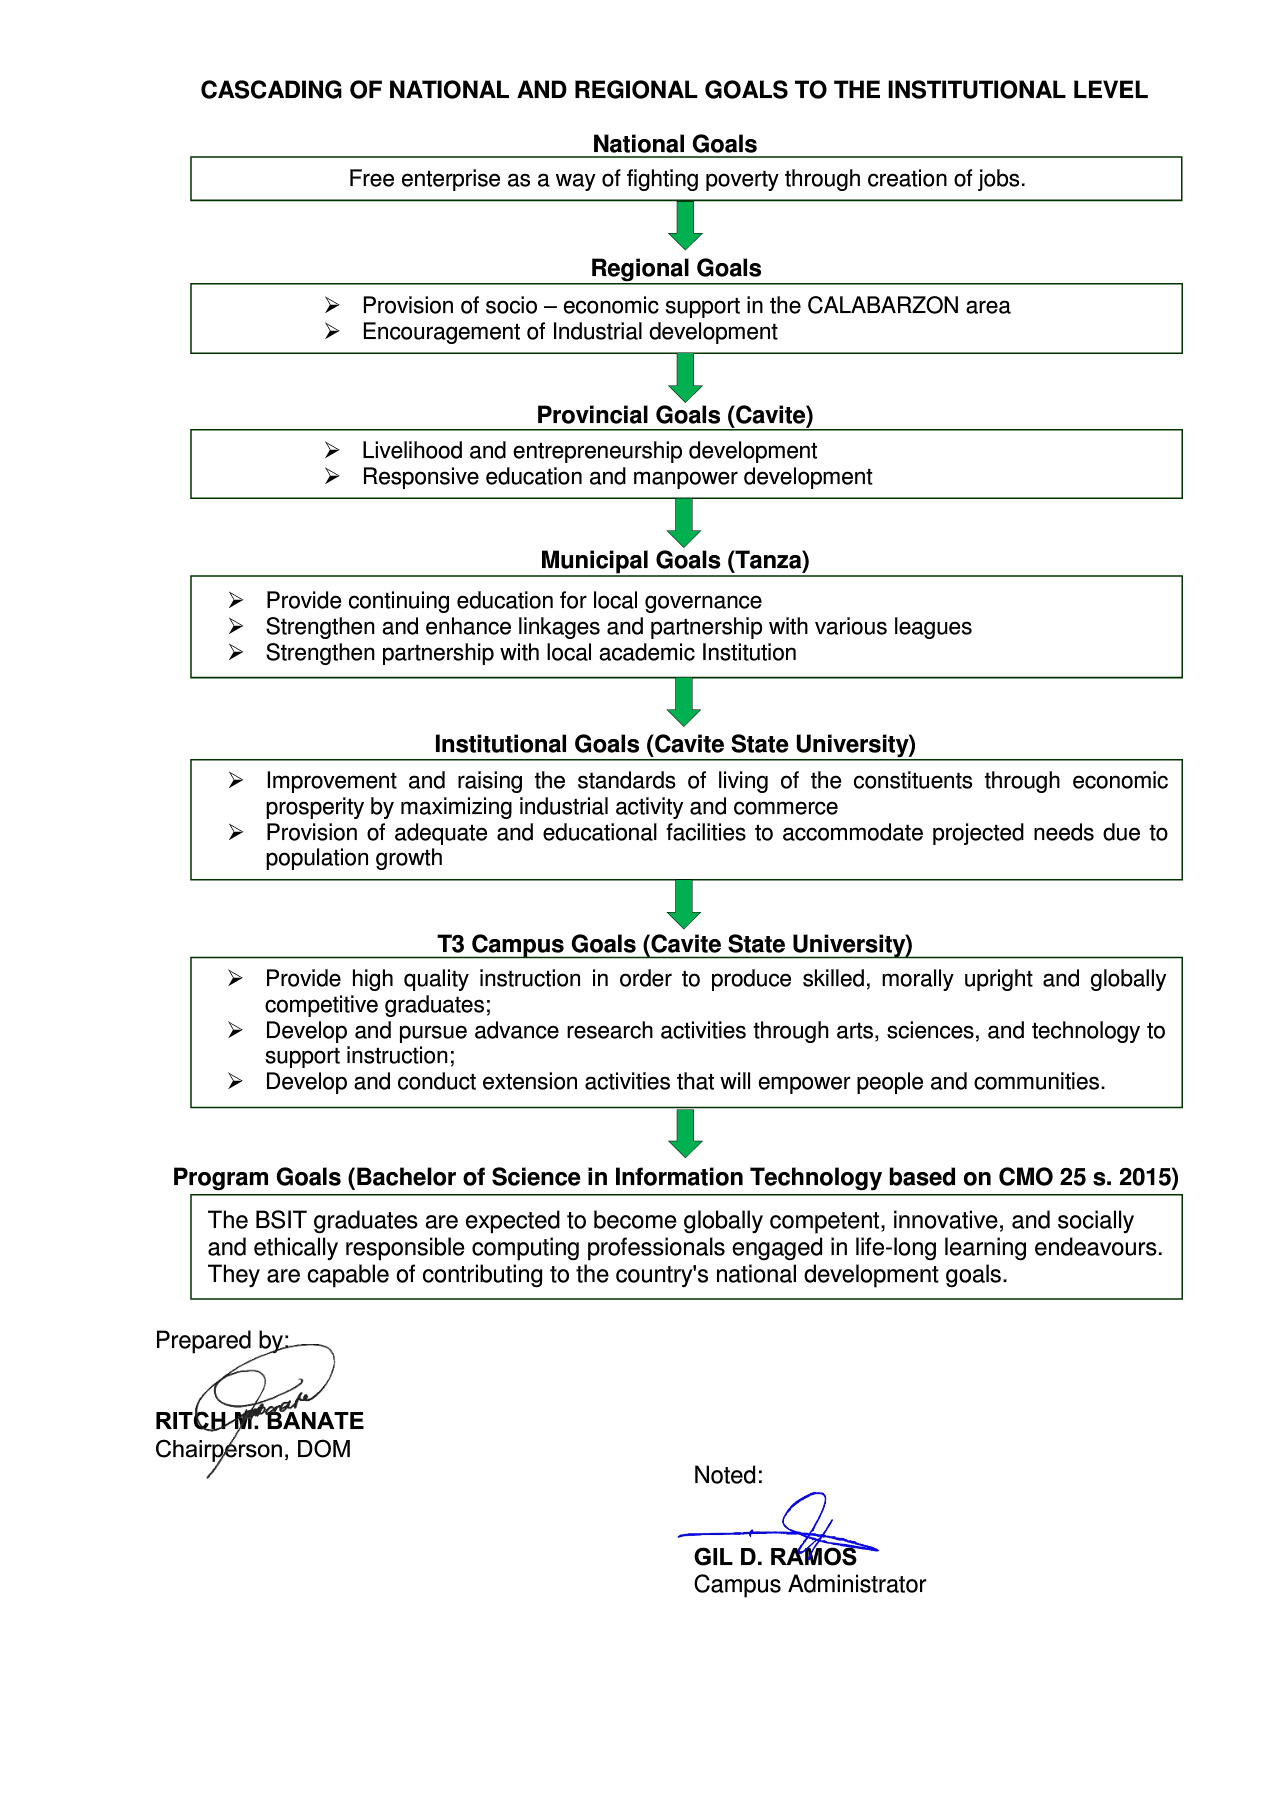 CASCADING OF NATIONAL AND REGIONAL GOALS TO THE INSTITUTIONAL LEVEL
National Goals
Free enterprise as a way of fighting poverty through creation of jobs.
Regional Goals
➢ Provision of socio – economic support in the CALABARZON area
➢ Encouragement of Industrial development
Provincial Goals (Cavite)
➢ Livelihood and entrepreneurship development
➢ Responsive education and manpower development
Municipal Goals (Tanza)
➢ Provide continuing education for local governance
➢ Strengthen and enhance linkages and partnership with various leagues
➢ Strengthen partnership with local academic Institution
Institutional Goals (Cavite State University)
➢ Improvement and raising the standards of living of the constituents through economic
prosperity by maximizing industrial activity and commerce
➢ Provision of adequate and educational facilities to accommodate projected needs due to
population growth
T3 Campus Goals (Cavite State University)
➢ Provide high quality instruction in order to produce skilled, morally upright and globally
competitive graduates;
➢ Develop and pursue advance research activities through arts, sciences, and technology to
support instruction;
➢ Develop and conduct extension activities that will empower people and communities.
Program Goals (Bachelor of Science in Information Technology based on CMO 25 s. 2015)
The BSIT graduates are expected to become globally competent, innovative, and socially
and ethically responsible computing professionals engaged in life-long learning endeavours.
They are capable of contributing to the country's national development goals.
Prepared by:
RITCH M. BANATE
Chairperson, DOM
Noted:
GIL D. RAMOS
Campus Administrator